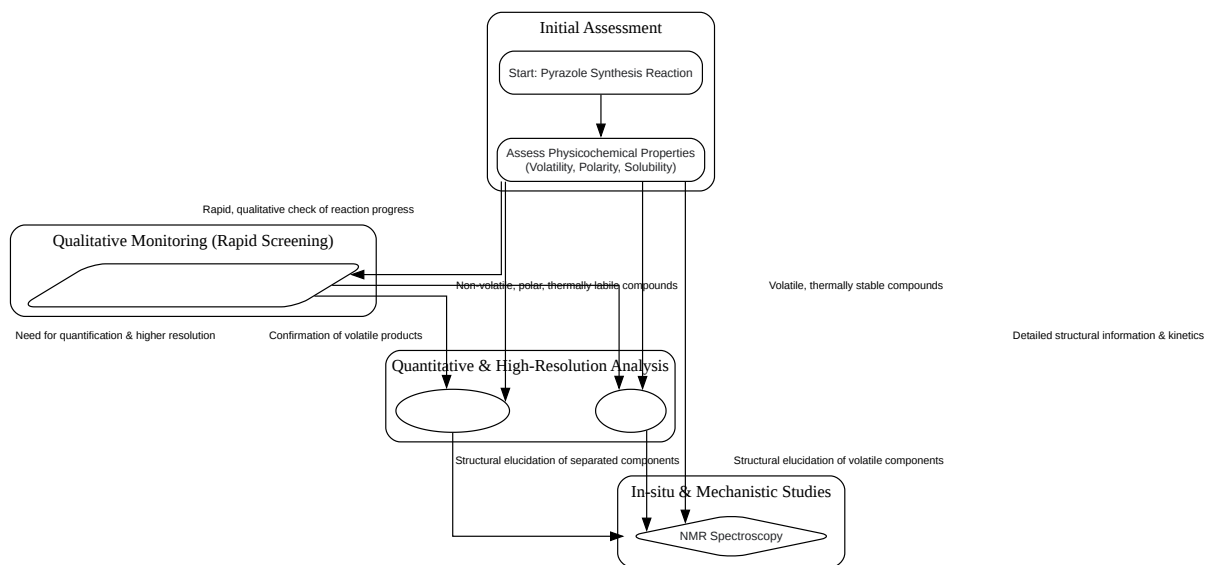 Initial Assessment
Start: Pyrazole Synthesis Reaction
Assess Physicochemical Properties
(Volatility, Polarity, Solubility)
Rapid, qualitative check of reaction progress
Qualitative Monitoring (Rapid Screening)
Non-volatile, polar, thermally labile compounds
Volatile, thermally stable compounds
Need for quantification & higher resolution
Confirmation of volatile products
Detailed structural information & kinetics
Quantitative & High-Resolution Analysis
Structural elucidation of separated components
Structural elucidation of volatile components
In-situ & Mechanistic Studies
NMR Spectroscopy